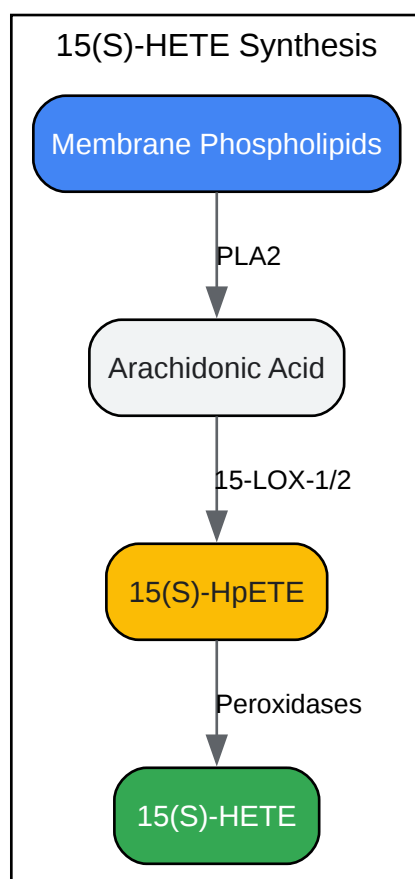 15(S)-HETE Synthesis
Membrane Phospholipids
PLA2
Arachidonic Acid
15-LOX-1/2
15(S)-HpETE
Peroxidases
15(S)-HETE